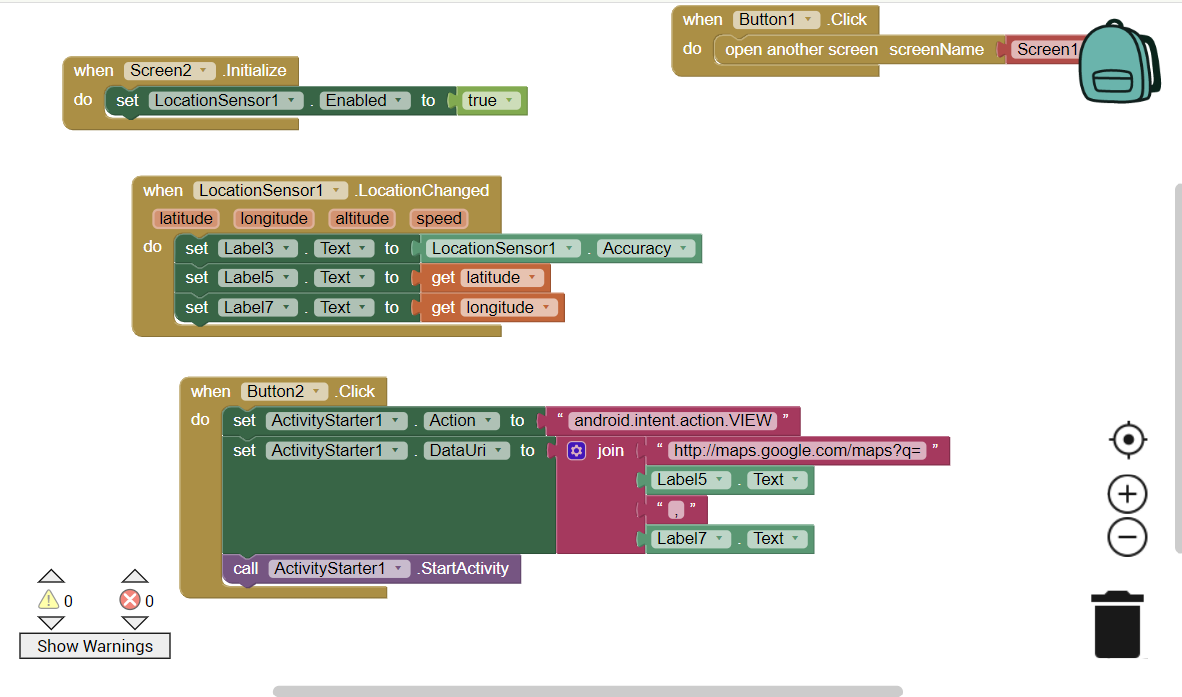 when Button1 .Click
do open another screen screenName Screen1
when Screen2 .Initialize
do set LocationSensor1 . Enabled to true
when LocationSensor1 .LocationChanged
latitude longitude altitude speed
do set Label3 . Text to LocationSensor1 . Accuracy
set Label5 . Text to get latitude
set Label7 . Text to get longitude
when Button2 .Click
do set ActivityStarter1 . Action to “ android.intent.action.VIEW ”
set ActivityStarter1 . DataUri to join “ http://maps.google.com/maps?q= ”
Label5 . Text
“ , ”
Label7 . Text
call ActivityStarter1 .StartActivity
0 0
Show Warnings